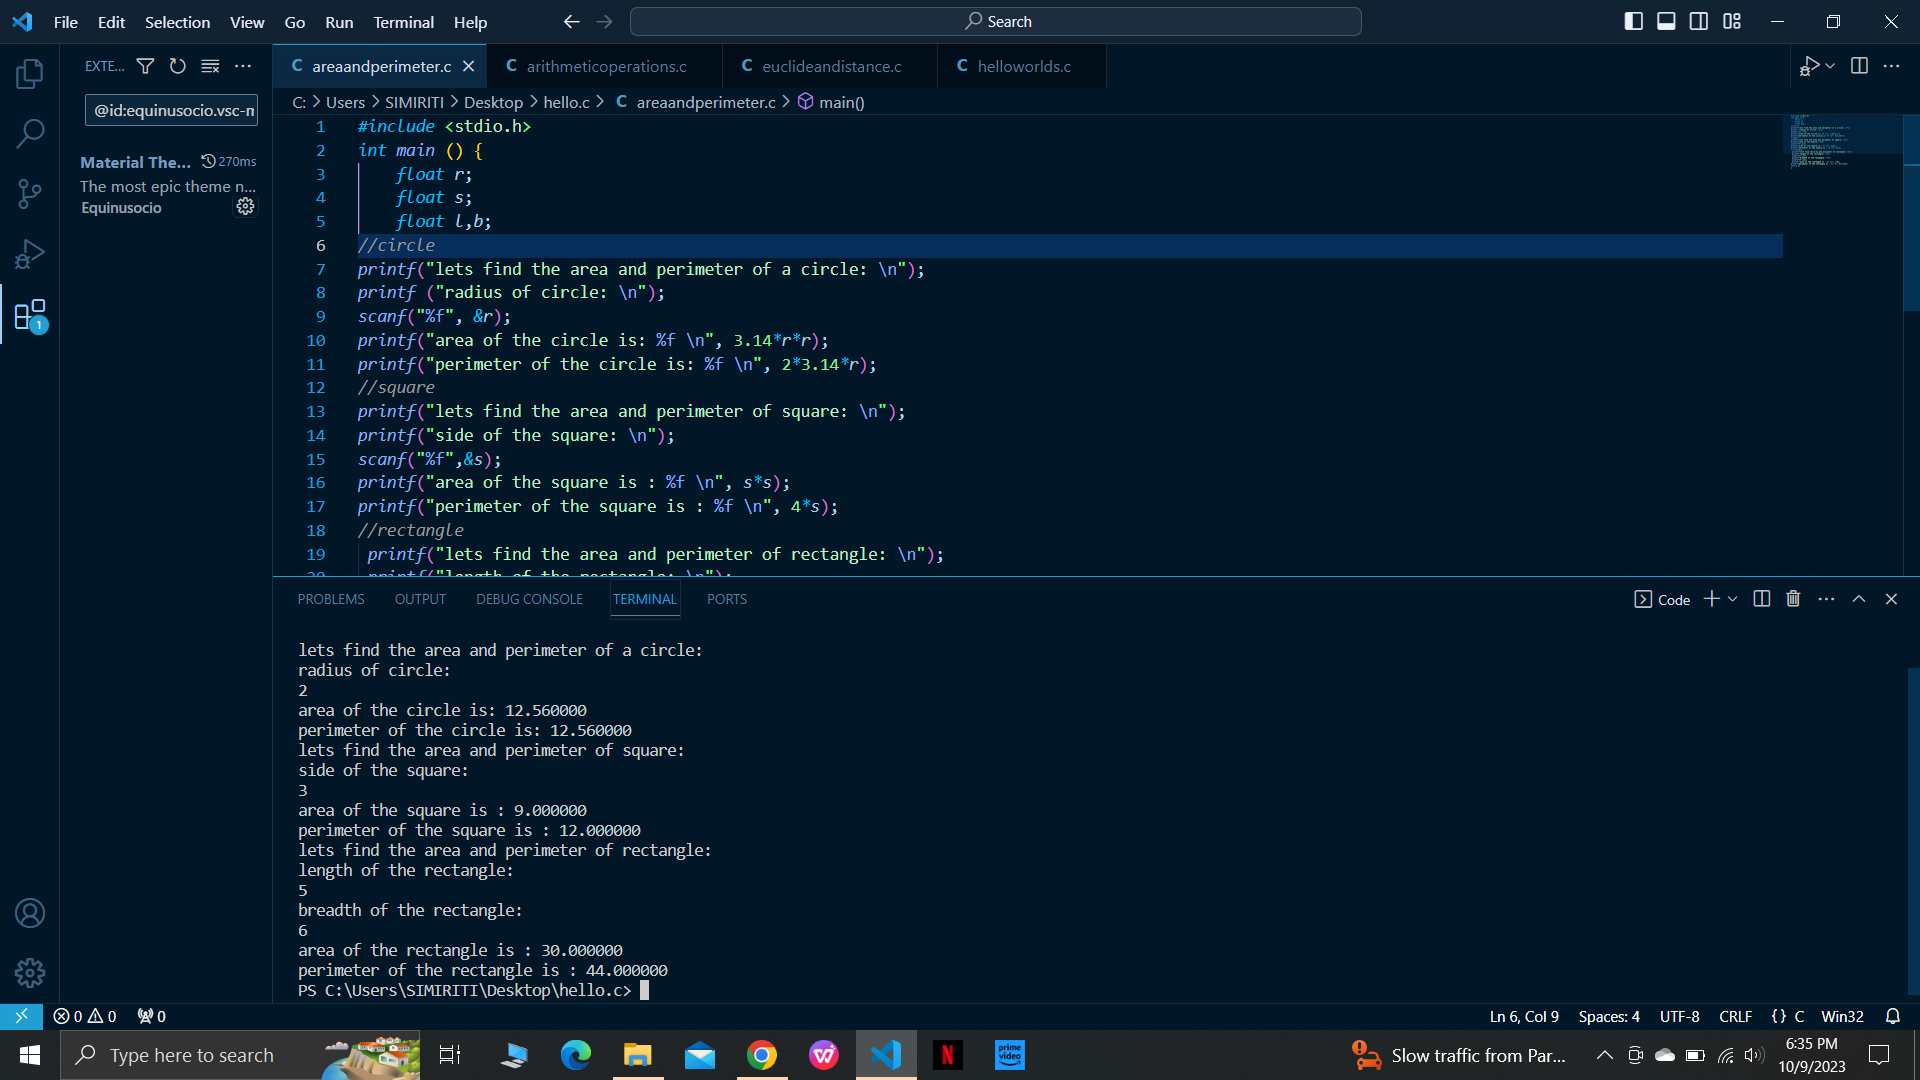 File Edit Selection View Go Run Terminal Help
Search
EXTE...
areaandperimeter.c
arithmeticoperations.c
euclideandistance.c
helloworlds.c
@id:equinusocio.vsc-m
C: > Users > SIMIRITI > Desktop > hello.c > C areaandperimeter.c > main()
Material The... 270ms
The most epic theme n...
Equinusocio
1
1 #include <stdio.h>
2 int main () {
3 float r;
4 float s;
5 float l,b;
6 //circle
7 printf("lets find the area and perimeter of a circle: \n");
8 printf ("radius of circle: \n");
9 scanf("%f", &r);
10 printf("area of the circle is: %f \n", 3.14*r*r);
11 printf("perimeter of the circle is: %f \n", 2*3.14*r);
12 //square
13 printf("lets find the area and perimeter of square: \n");
14 printf("side of the square: \n");
15 scanf("%f",&s);
16 printf("area of the square is : %f \n", s*s);
17 printf("perimeter of the square is : %f \n", 4*s);
18 //rectangle
19 printf("lets find the area and perimeter of rectangle: \n");
20 printf("length of the rectangle: \n");
PROBLEMS OUTPUT DEBUG CONSOLE TERMINAL PORTS
Code
lets find the area and perimeter of a circle:
radius of circle:
2
area of the circle is: 12.560000
perimeter of the circle is: 12.560000
lets find the area and perimeter of square:
side of the square:
3
area of the square is : 9.000000
perimeter of the square is : 12.000000
lets find the area and perimeter of rectangle:
length of the rectangle:
5
breadth of the rectangle:
6
area of the rectangle is : 30.000000
perimeter of the rectangle is : 44.000000
PS C:\Users\SIMIRITI\Desktop\hello.c>
0 0 0
Ln 6, Col 9 Spaces: 4 UTF-8 CRLF {} C Win32
Type here to search
prime video
Slow traffic from Par...
6:35 PM
10/9/2023